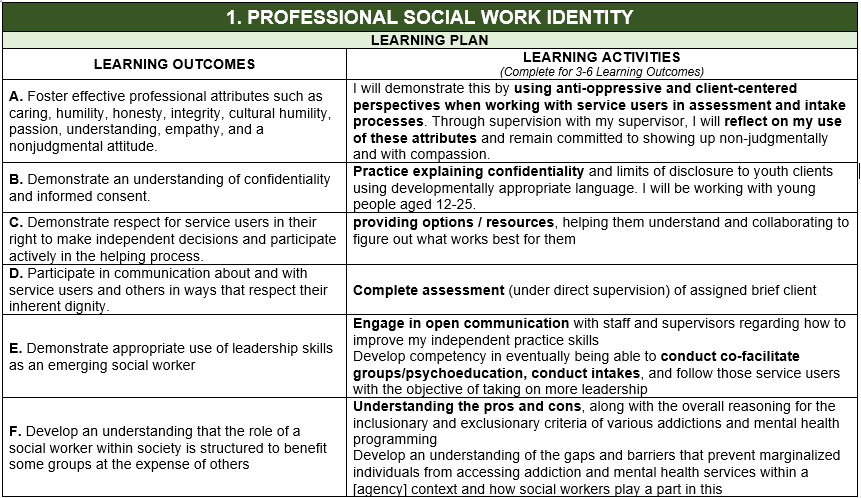 1. PROFESSIONAL SOCIAL WORK IDENTITY
LEARNING PLAN
LEARNING OUTCOMES
LEARNING ACTIVITIES
(Complete for 3-6 Learning Outcomes)
A. Foster effective professional attributes such as
caring, humility, honesty, integrity, cultural humility,
passion, understanding, empathy, and a
nonjudgmental attitude.
I will demonstrate this by using anti-oppressive and client-centered
perspectives when working with service users in assessment and intake
processes. Through supervision with my supervisor, I will reflect on my use
of these attributes and remain committed to showing up non-judgmentally
and with compassion.
B. Demonstrate an understanding of confidentiality
and informed consent.
Practice explaining confidentiality and limits of disclosure to youth clients
using developmentally appropriate language. I will be working with young
people aged 12-25.
C. Demonstrate respect for service users in their
right to make independent decisions and participate
actively in the helping process.
providing options / resources, helping them understand and collaborating to
figure out what works best for them
D. Participate in communication about and with
service users and others in ways that respect their
inherent dignity.
Complete assessment (under direct supervision) of assigned brief client
E. Demonstrate appropriate use of leadership skills
as an emerging social worker
Engage in open communication with staff and supervisors regarding how to
improve my independent practice skills
Develop competency in eventually being able to conduct co-facilitate
groups/psychoeducation, conduct intakes, and follow those service users
with the objective of taking on more leadership
F. Develop an understanding that the role of a
social worker within society is structured to benefit
some groups at the expense of others
Understanding the pros and cons, along with the overall reasoning for the
inclusionary and exclusionary criteria of various addictions and mental health
programming
Develop an understanding of the gaps and barriers that prevent marginalized
individuals from accessing addiction and mental health services within a
[agency] context and how social workers play a part in this